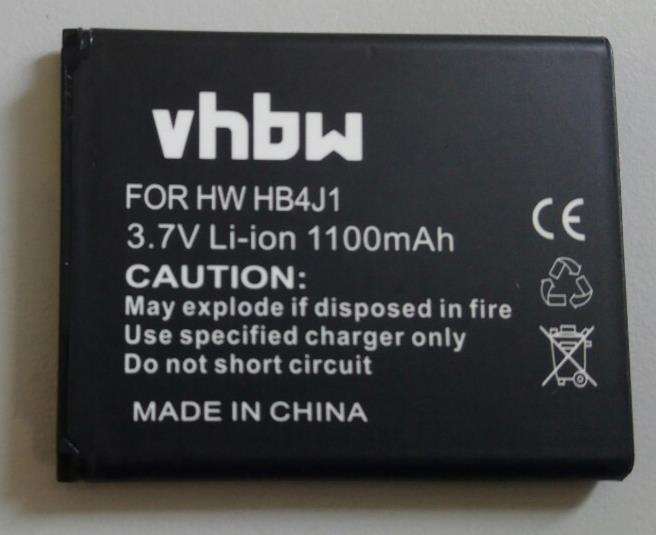 vhbw
FOR HW HB4J1
3.7V Li-ion 1100mAh
CE
CAUTION:
May explode if disposed in fire
Use specified charger only
Do not short circuit
MADE IN CHINA